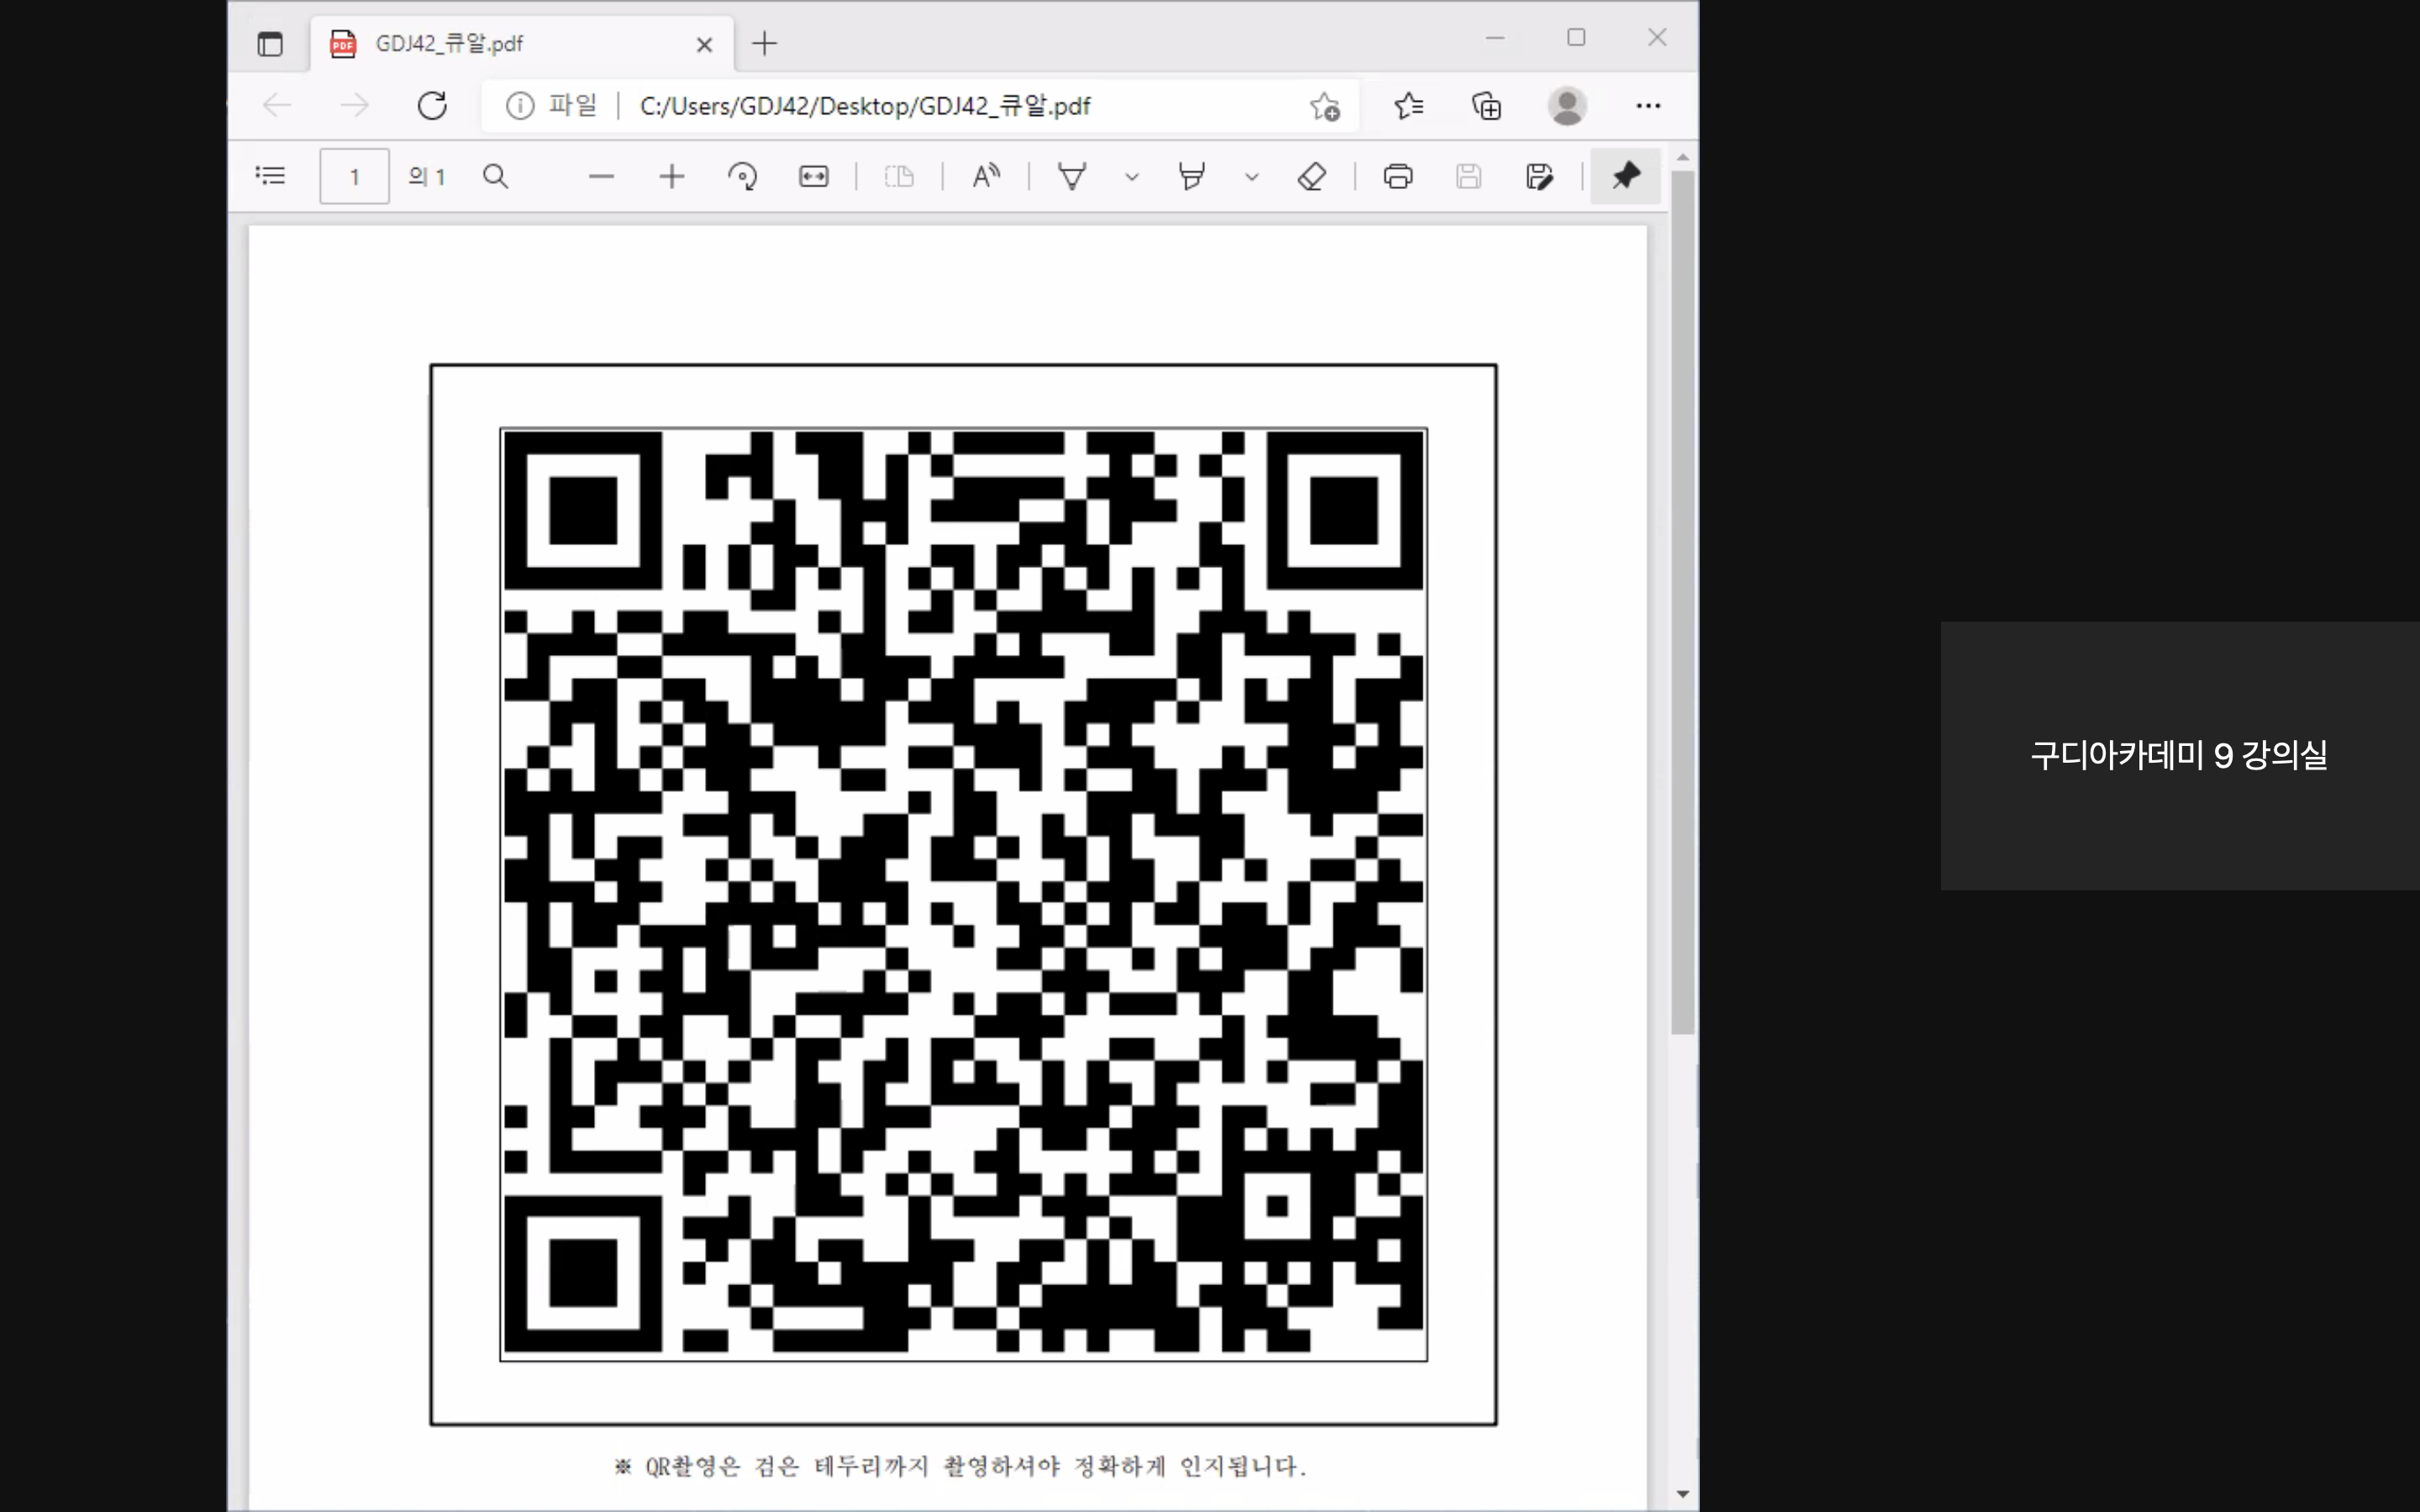 GDJ42_큐알.pdf
파일 C:/Users/GDJ42/Desktop/GDJ42_큐알.pdf
1 의 1
구디아카데미 9 강의실
※ QR촬영은 검은 테두리까지 촬영하셔야 정확하게 인지됩니다.